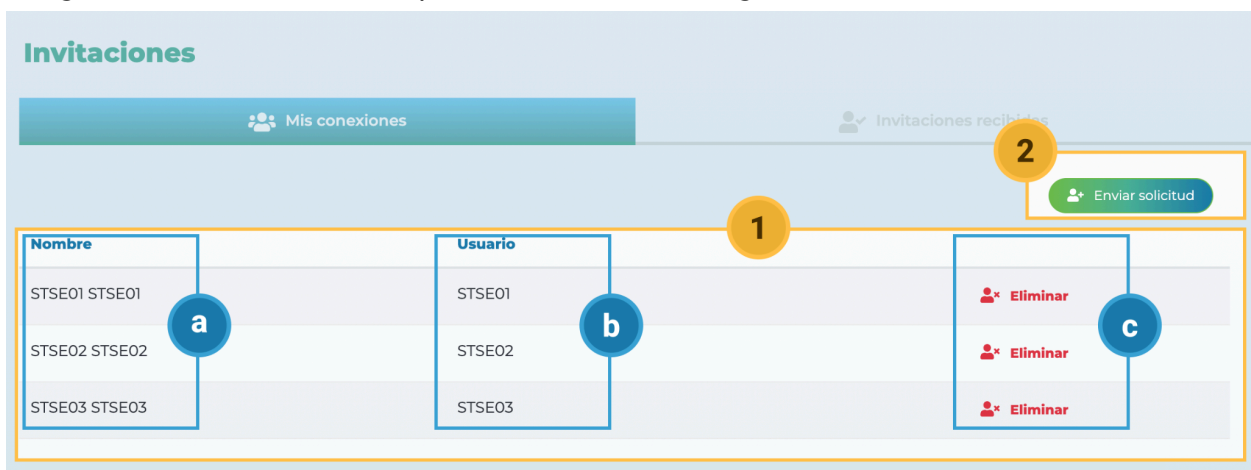 Invitaciones
Mis conexiones
Invitaciones recibidas
2
Enviar solicitud
1
Nombre
Usuario
STSE01 STSE01
STSE01
Eliminar
a
b
c
STSE02 STSE02
STSE02
Eliminar
STSE03 STSE03
STSE03
Eliminar